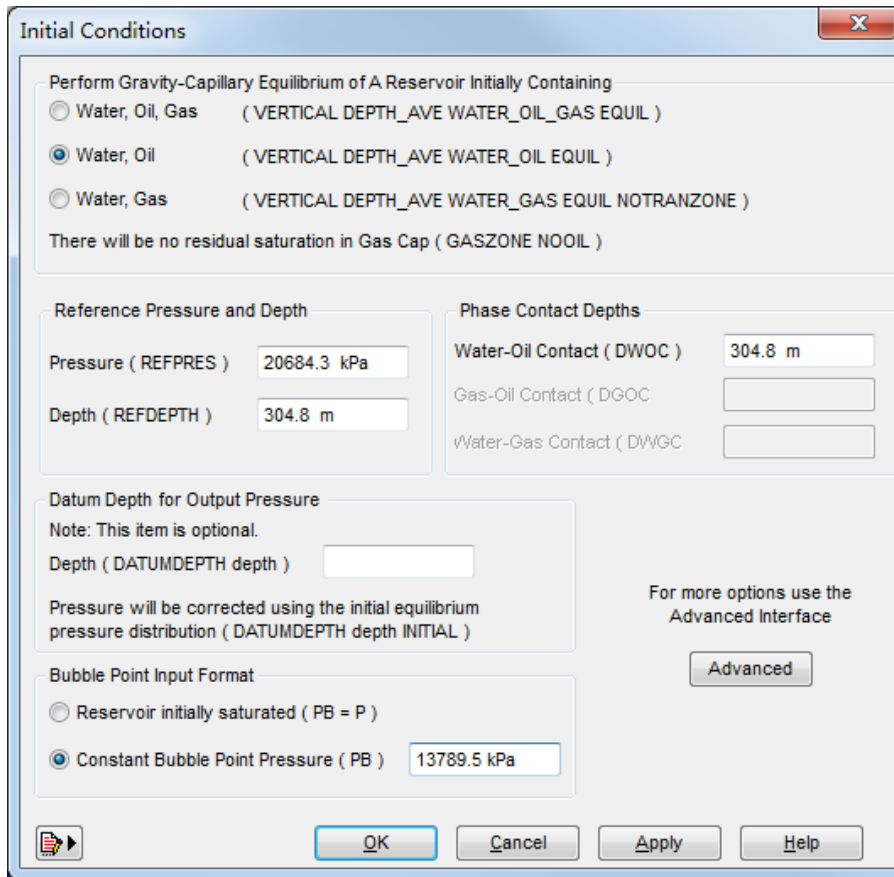 Initial Conditions
Perform Gravity-Capillary Equilibrium of A Reservoir Initially Containing
Water, Oil, Gas ( VERTICAL DEPTH_AVE WATER_OIL_GAS EQUIL )
Water, Oil ( VERTICAL DEPTH_AVE WATER_OIL EQUIL )
Water, Gas ( VERTICAL DEPTH_AVE WATER_GAS EQUIL NOTRANZONE )
There will be no residual saturation in Gas Cap ( GASZONE NOOIL )
Reference Pressure and Depth
Pressure ( REFPRES ) 20684.3 kPa
Depth ( REFDEPTH ) 304.8 m
Phase Contact Depths
Water-Oil Contact ( DWOC ) 304.8 m
Gas-Oil Contact ( DGOC
Water-Gas Contact ( DWGC
Datum Depth for Output Pressure
Note: This item is optional.
Depth ( DATUMDEPTH depth )
Pressure will be corrected using the initial equilibrium
pressure distribution ( DATUMDEPTH depth INITIAL )
For more options use the
Advanced Interface
Advanced
Bubble Point Input Format
Reservoir initially saturated ( PB = P )
Constant Bubble Point Pressure ( PB ) 13789.5 kPa
OK Cancel Apply Help